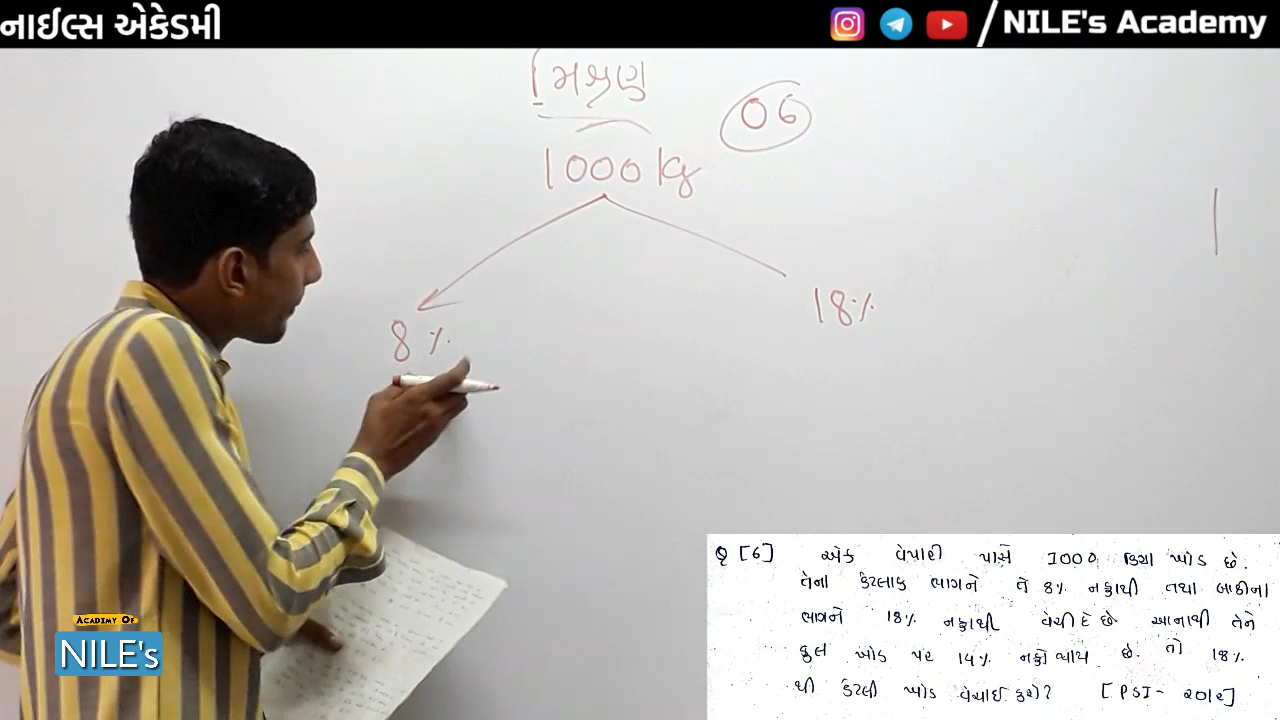 નાઈલ્સ એકેડમી
/ NILE's Academy
મિશ્રણ
06
1000 kg
8 %
18%
Q [6] એક વેપારી પાસે 1000 કિગ્રા ખાંડ છે.
તેના કેટલાક ભાગને તે 8% નફાથી તથા બાકીના
ભાગને 18% નફાથી વેચી દે છે આનાથી તેને
કુલ ખાંડ પર 14% નફો થાય છે. તો 18%
થી કેટલી ખાંડ વેચાઈ હશે? [PSI-
ACADEMY OF
NILE's